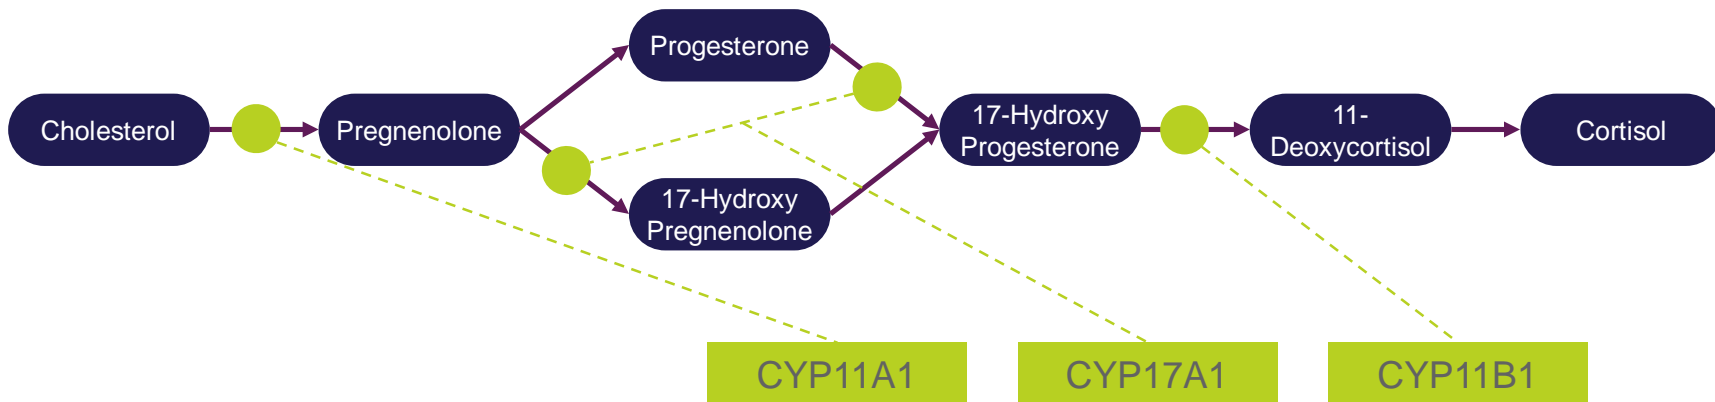 Cholesterol
Pregnenolone
Progesterone
17-Hydroxy
Pregnenolone
17-Hydroxy
Progesterone
11-
Deoxycortisol
Cortisol
CYP11A1
CYP17A1
CYP11B1